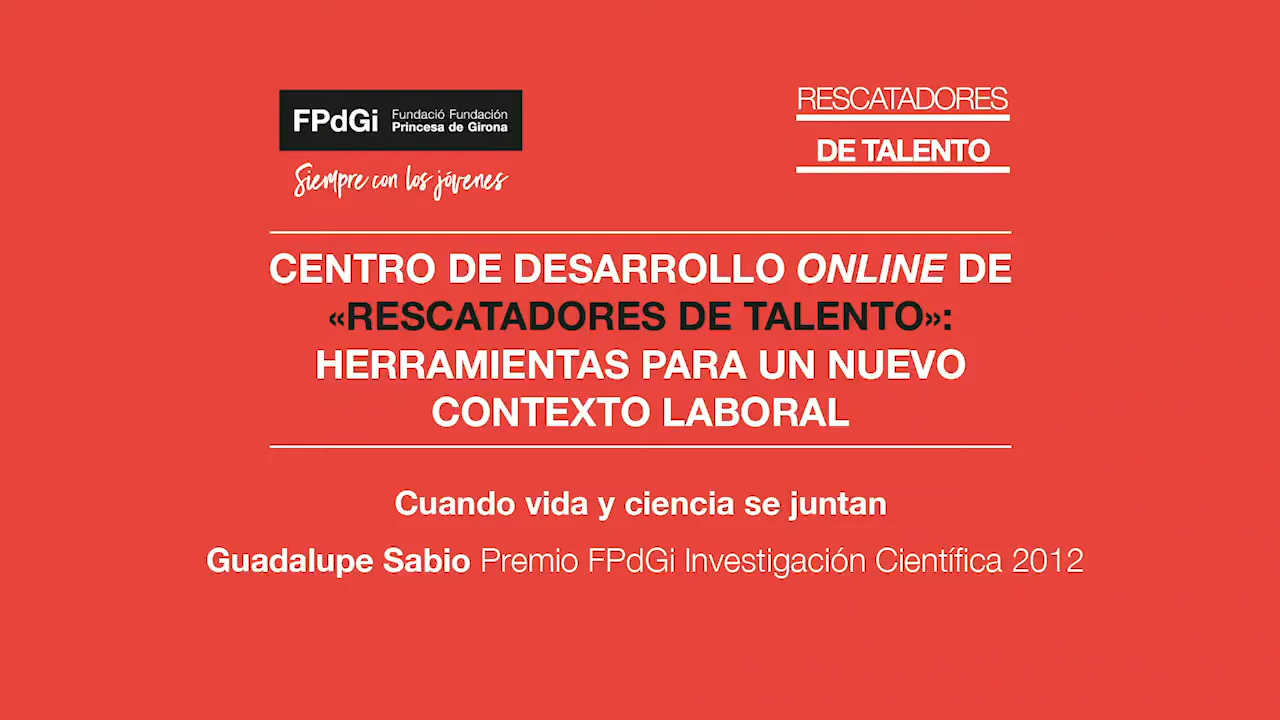 FPdGi
Fundació Fundación
Princesa de Girona
Siempre con los jóvenes
RESCATADORES
DE TALENTO
CENTRO DE DESARROLLO ONLINE DE
«RESCATADORES DE TALENTO»:
HERRAMIENTAS PARA UN NUEVO
CONTEXTO LABORAL
Cuando vida y ciencia se juntan
Guadalupe Sabio Premio FPdGi Investigación Científica 2012